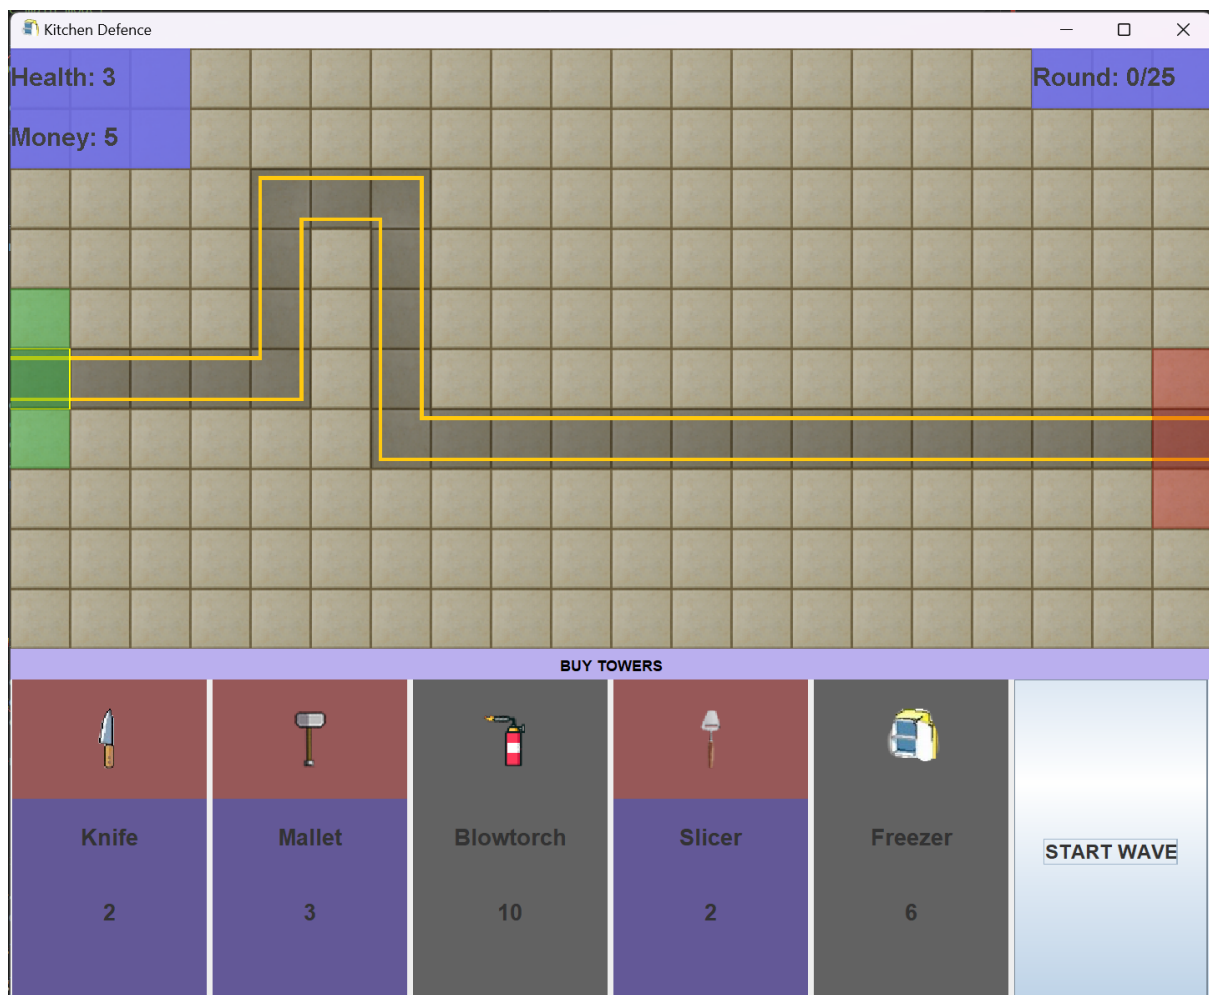 Kitchen Defence
Health: 3
Round: 0/25
Money: 5
BUY TOWERS
Knife
Mallet
Blowtorch
Slicer
Freezer
START WAVE
2
3
10
2
6